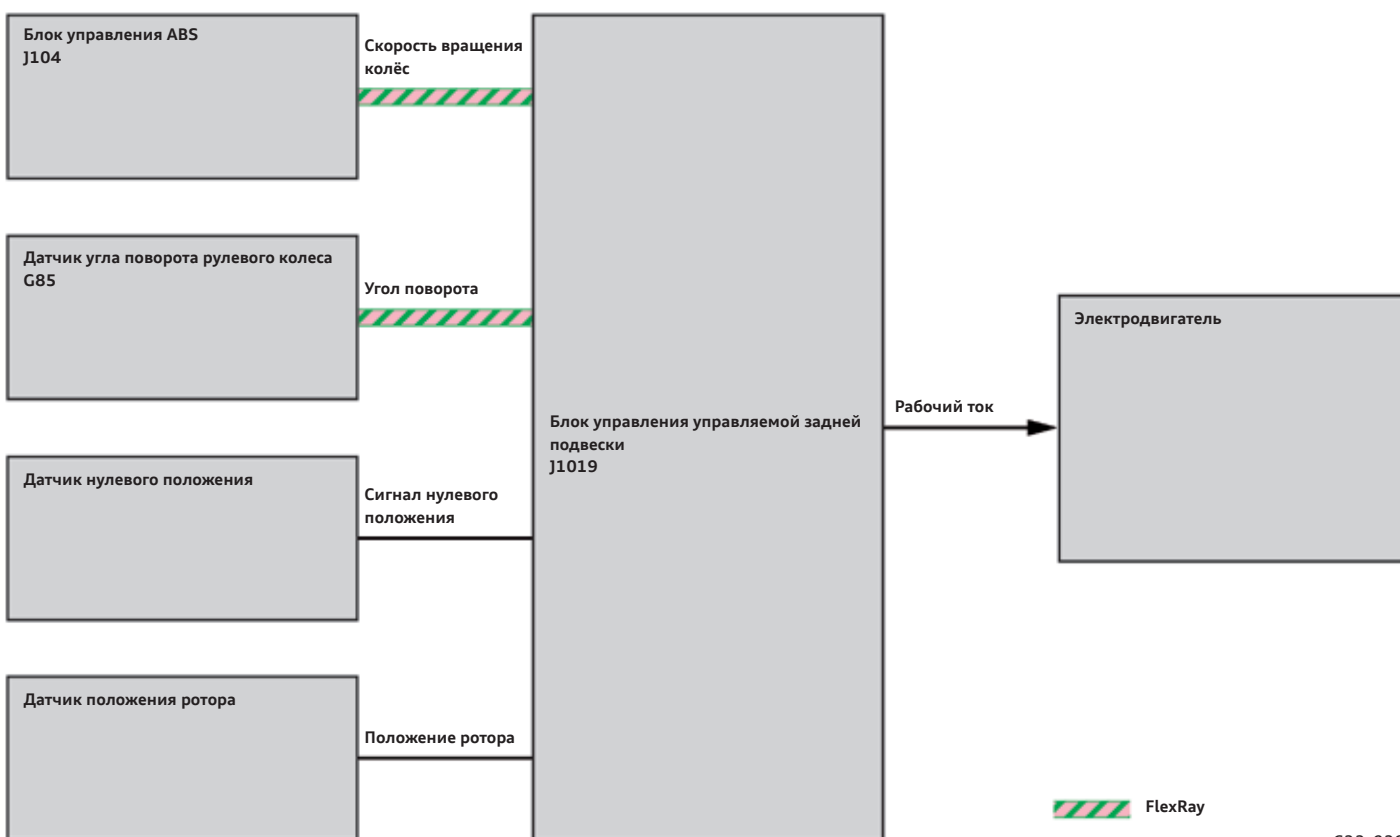 Блок управления ABS
J104
Скорость вращения
колёс
Датчик угла поворота рулевого колеса
G85
Угол поворота
Датчик нулевого положения
Сигнал нулевого
положения
Датчик положения ротора
Положение ротора
Блок управления управляемой задней
подвески
J1019
Рабочий ток
Электродвигатель
FlexRay